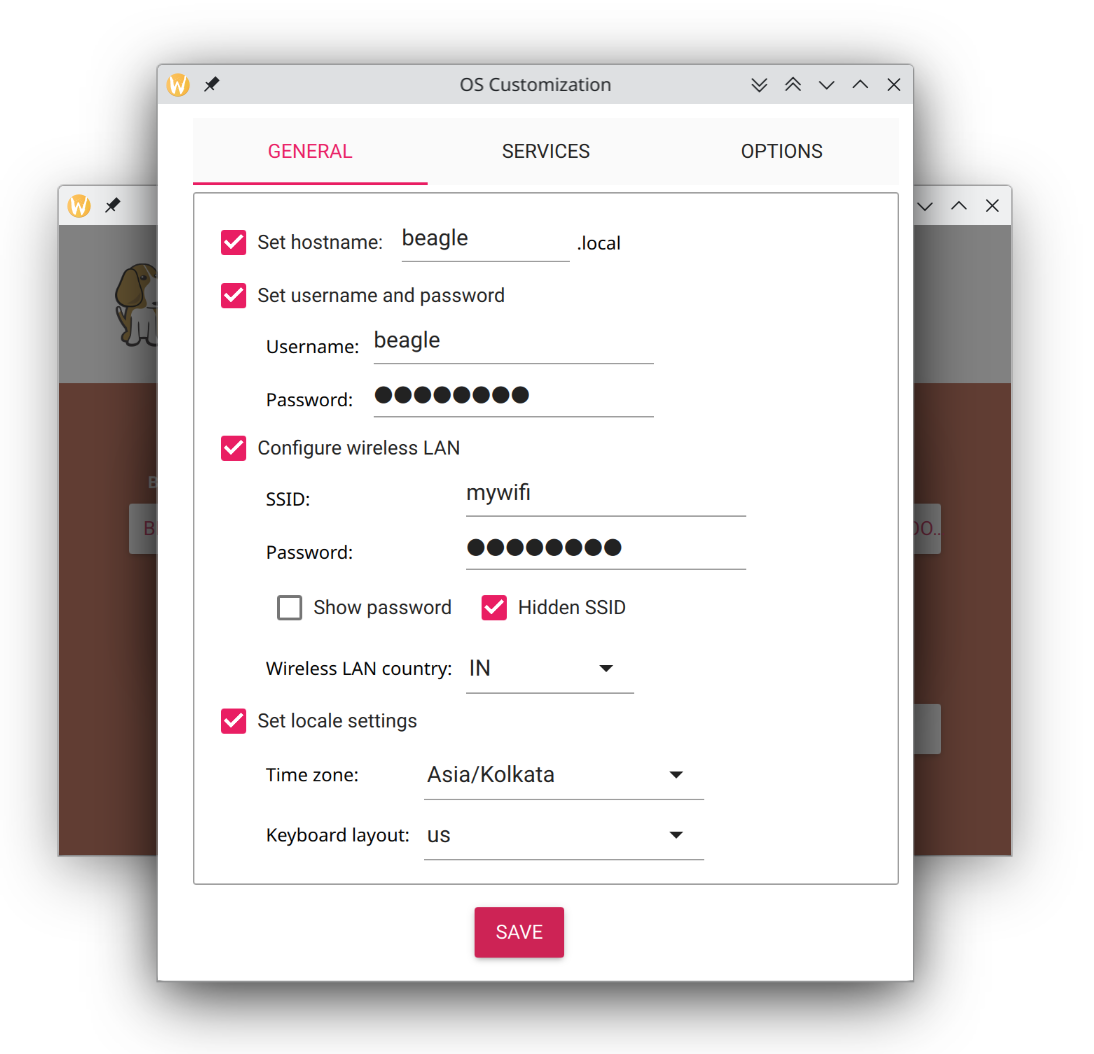 OS Customization
GENERAL SERVICES OPTIONS
Set hostname: beagle .local
Set username and password
Username: beagle
Password: ●●●●●●●●
Configure wireless LAN
SSID: mywifi
Password: ●●●●●●●●
Show password Hidden SSID
Wireless LAN country: IN
Set locale settings
Time zone: Asia/Kolkata
Keyboard layout: us
SAVE